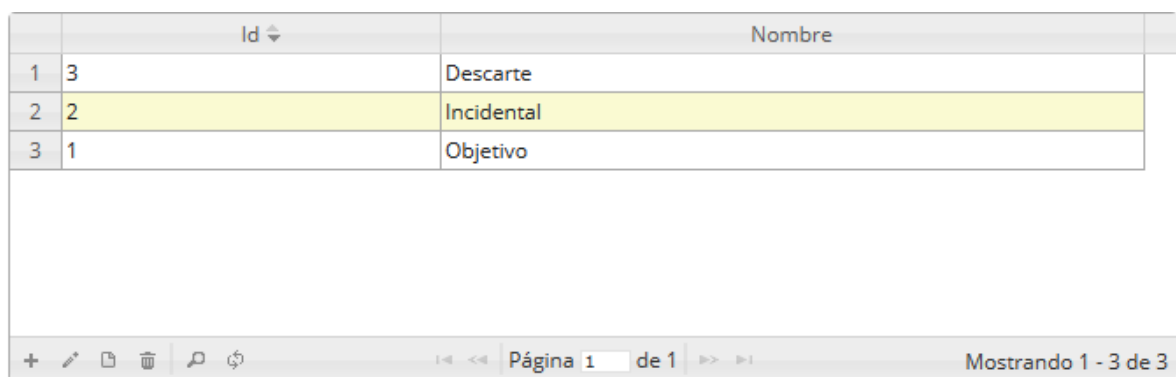 Id Nombre
1 3 Descarte
2 2 Incidental
3 1 Objetivo
Página 1 de 1 Mostrando 1 - 3 de 3